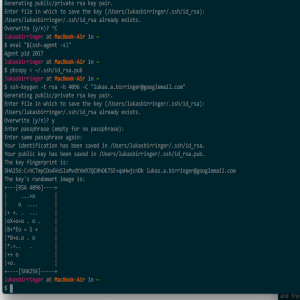 Generating public/private rsa key pair.
Enter file in which to save the key (/Users/lukasbirringer/.ssh/id_rsa):
/Users/lukasbirringer/.ssh/id_rsa already exists.
Overwrite (y/n)? ^C
lukasbirringer at MacBook-Air in ~
$ eval "$(ssh-agent -s)"
Agent pid 2017
lukasbirringer at MacBook-Air in ~
$ pbcopy < ~/.ssh/id_rsa.pub
lukasbirringer at MacBook-Air in ~
$ ssh-keygen -t rsa -b 4096 -C "lukas.a.birringer@googlemail.com"
Generating public/private rsa key pair.
Enter file in which to save the key (/Users/lukasbirringer/.ssh/id_rsa):
/Users/lukasbirringer/.ssh/id_rsa already exists.
Overwrite (y/n)? y
Enter passphrase (empty for no passphrase):
Enter same passphrase again:
Your identification has been saved in /Users/lukasbirringer/.ssh/id_rsa.
Your public key has been saved in /Users/lukasbirringer/.ssh/id_rsa.pub.
The key fingerprint is:
lukas.a.birringer@googlemail.com
The key's randomart image is:
+---[RSA 4096]----+
+----[SHA256]-----+
lukasbirringer at MacBook-Air in ~
$